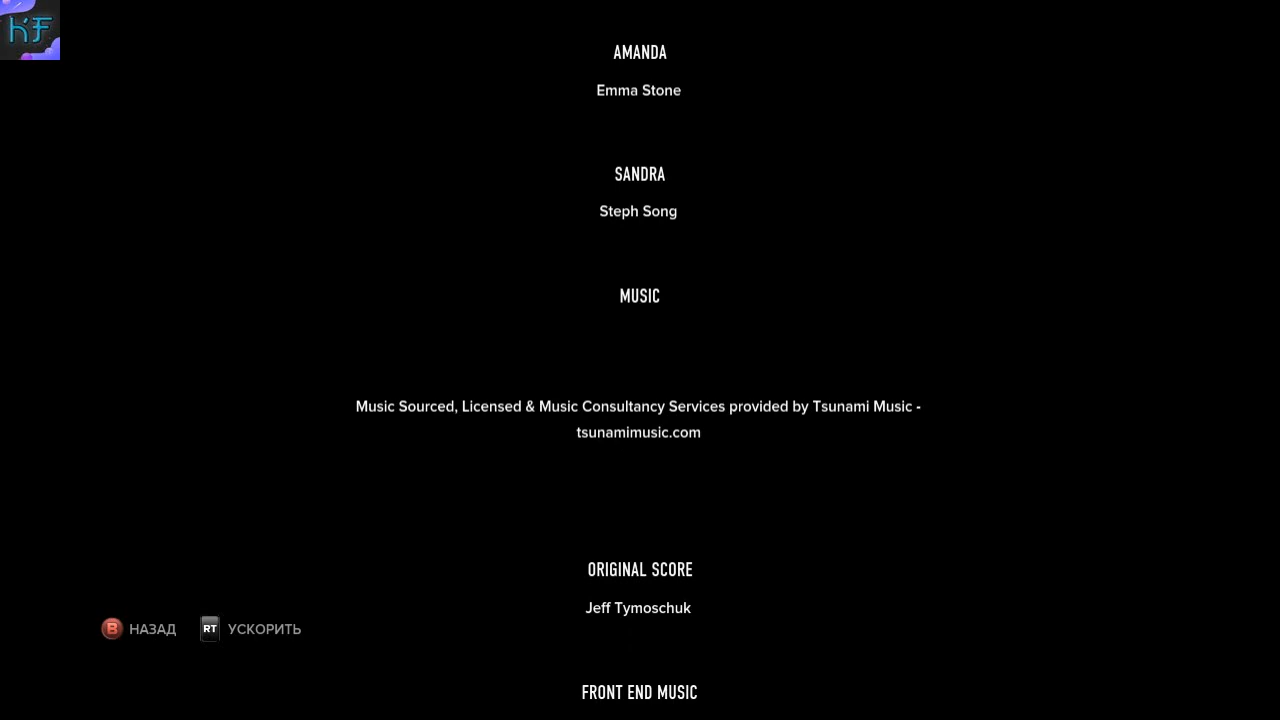 AMANDA
Emma Stone
SANDRA
Steph Song
MUSIC
Music Sourced, Licensed & Music Consultancy Services provided by Tsunami Music -
tsunamimusic.com
ORIGINAL SCORE
Jeff Tymoschuk
B НАЗАД RT УСКОРИТЬ
FRONT END MUSIC